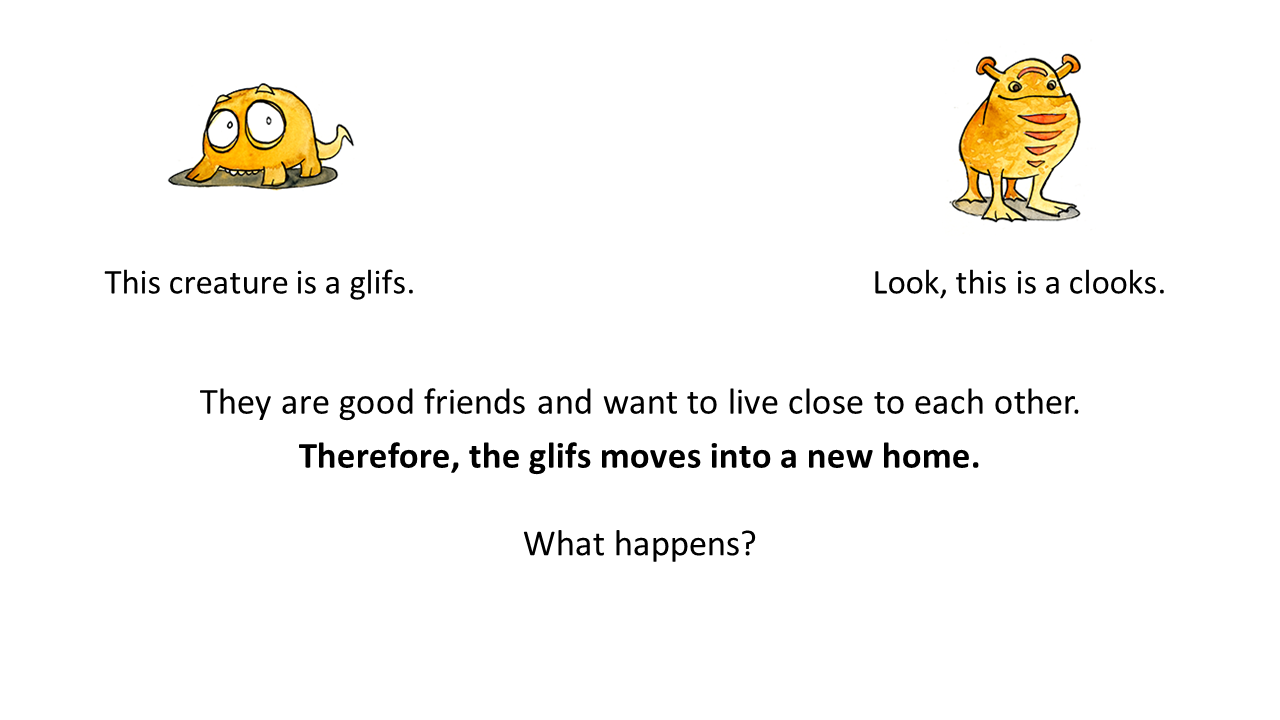 This creature is a glifs.
Look, this is a clooks.
They are good friends and want to live close to each other.
Therefore, the glifs moves into a new home.
What happens?